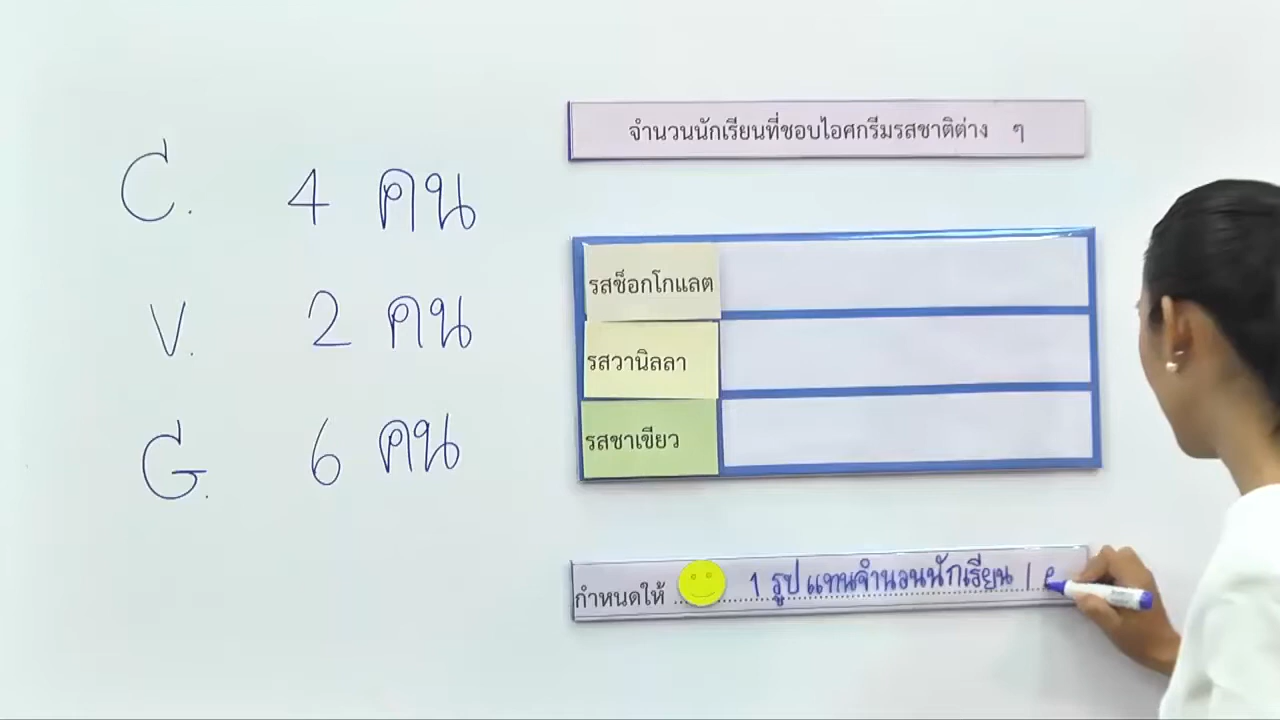 C. 4 คน
V. 2 คน
G. 6 คน
จำนวนนักเรียนที่ชอบไอศกรีมรสชาติต่าง ๆ
รสช็อกโกแลต
รสวานิลลา
รสชาเขียว
กำหนดให้ 1 รูป แทนจำนวนนักเรียน 1